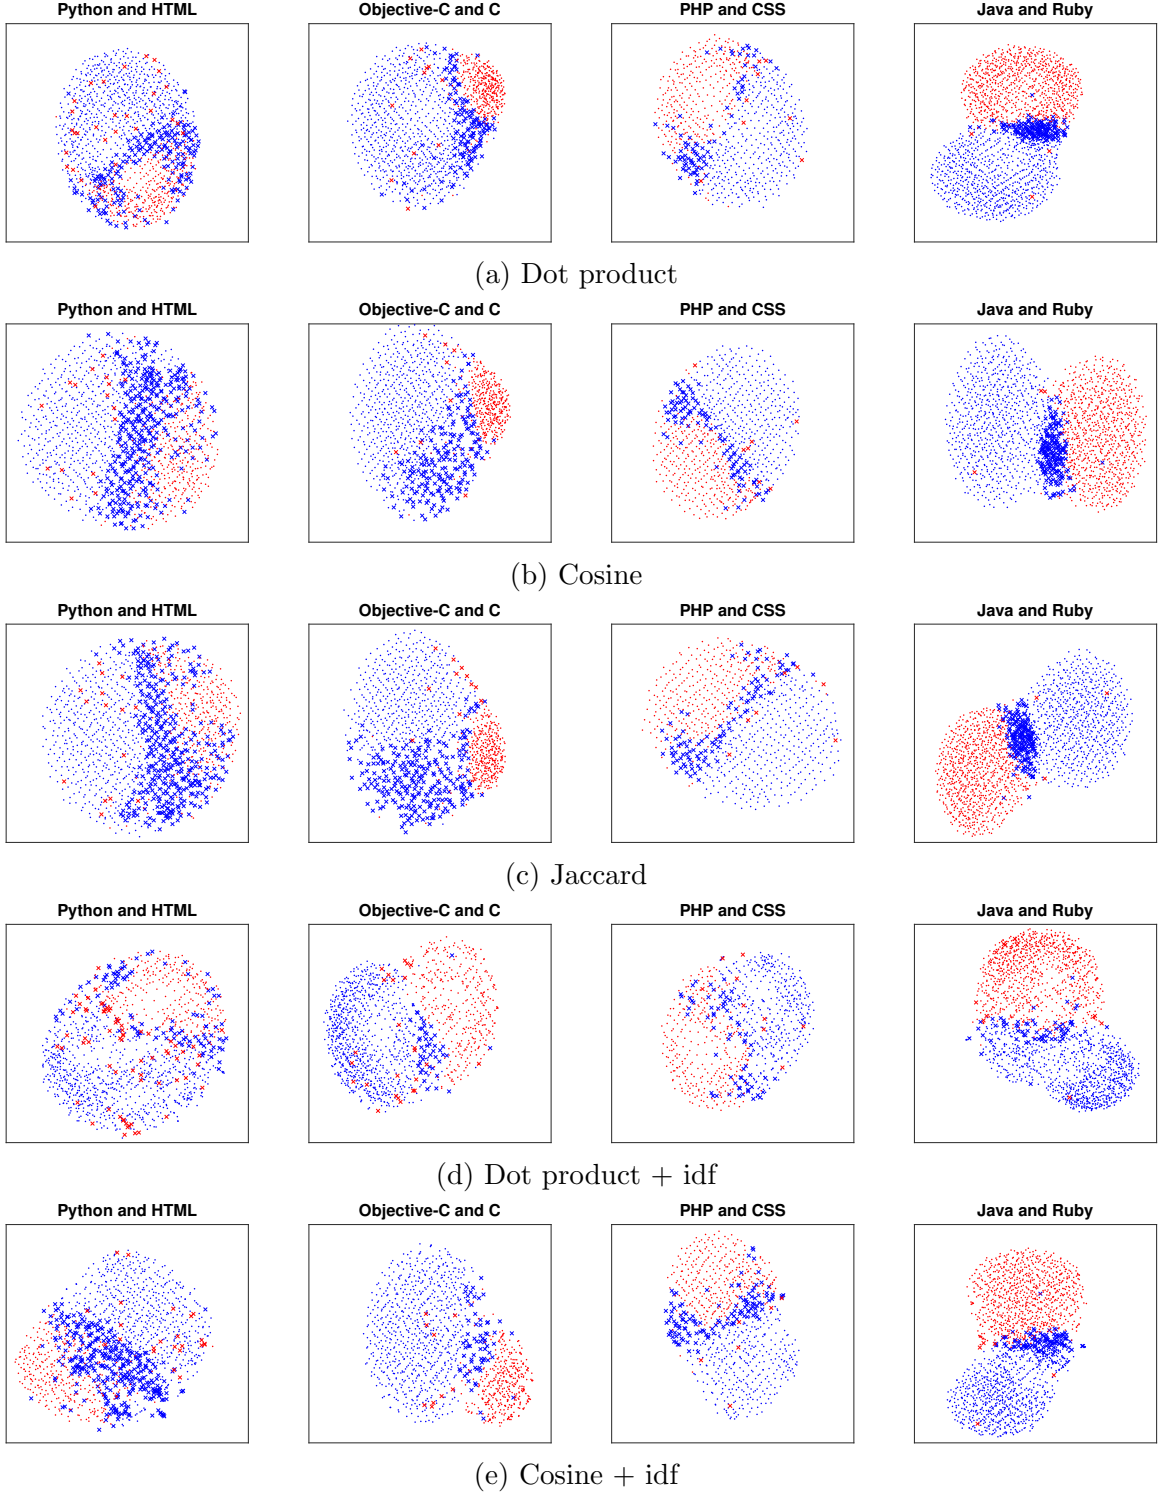 Python and HTML Objective-C and C PHP and CSS Java and Ruby
(a) Dot product
Python and HTML Objective-C and C PHP and CSS Java and Ruby
(b) Cosine
Python and HTML Objective-C and C PHP and CSS Java and Ruby
(c) Jaccard
Python and HTML Objective-C and C PHP and CSS Java and Ruby
(d) Dot product + idf
Python and HTML Objective-C and C PHP and CSS Java and Ruby
(e) Cosine + idf